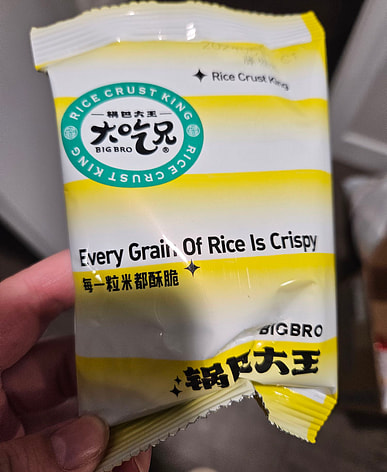 Rice Crust King
RICE CRUST KING
锅巴大王
大吃兄
BIG BRO®
RICE CRUST KING
Every Grain Of Rice Is Crispy
每一粒米都酥脆
BIGBRO
锅巴大王